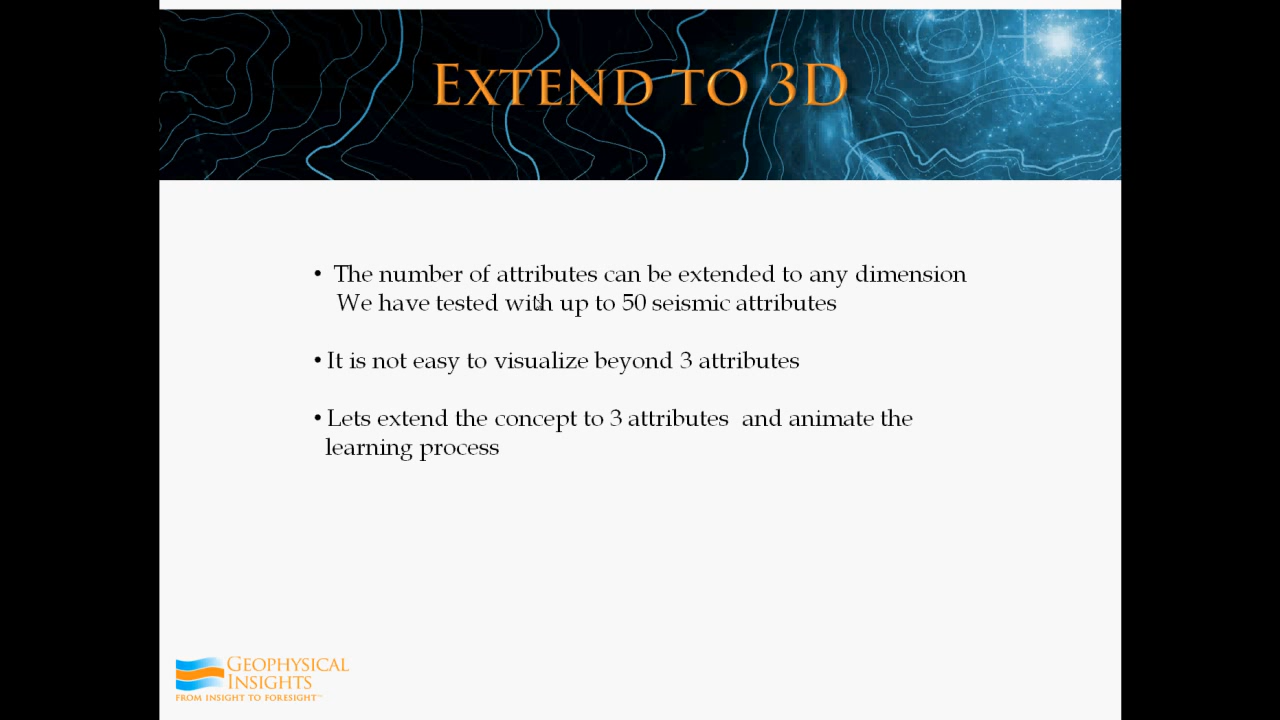 Extend to 3D
• The number of attributes can be extended to any dimension
We have tested with up to 50 seismic attributes
• It is not easy to visualize beyond 3 attributes
• Lets extend the concept to 3 attributes and animate the
learning process
Geophysical
Insights
From Insight to Foresight™